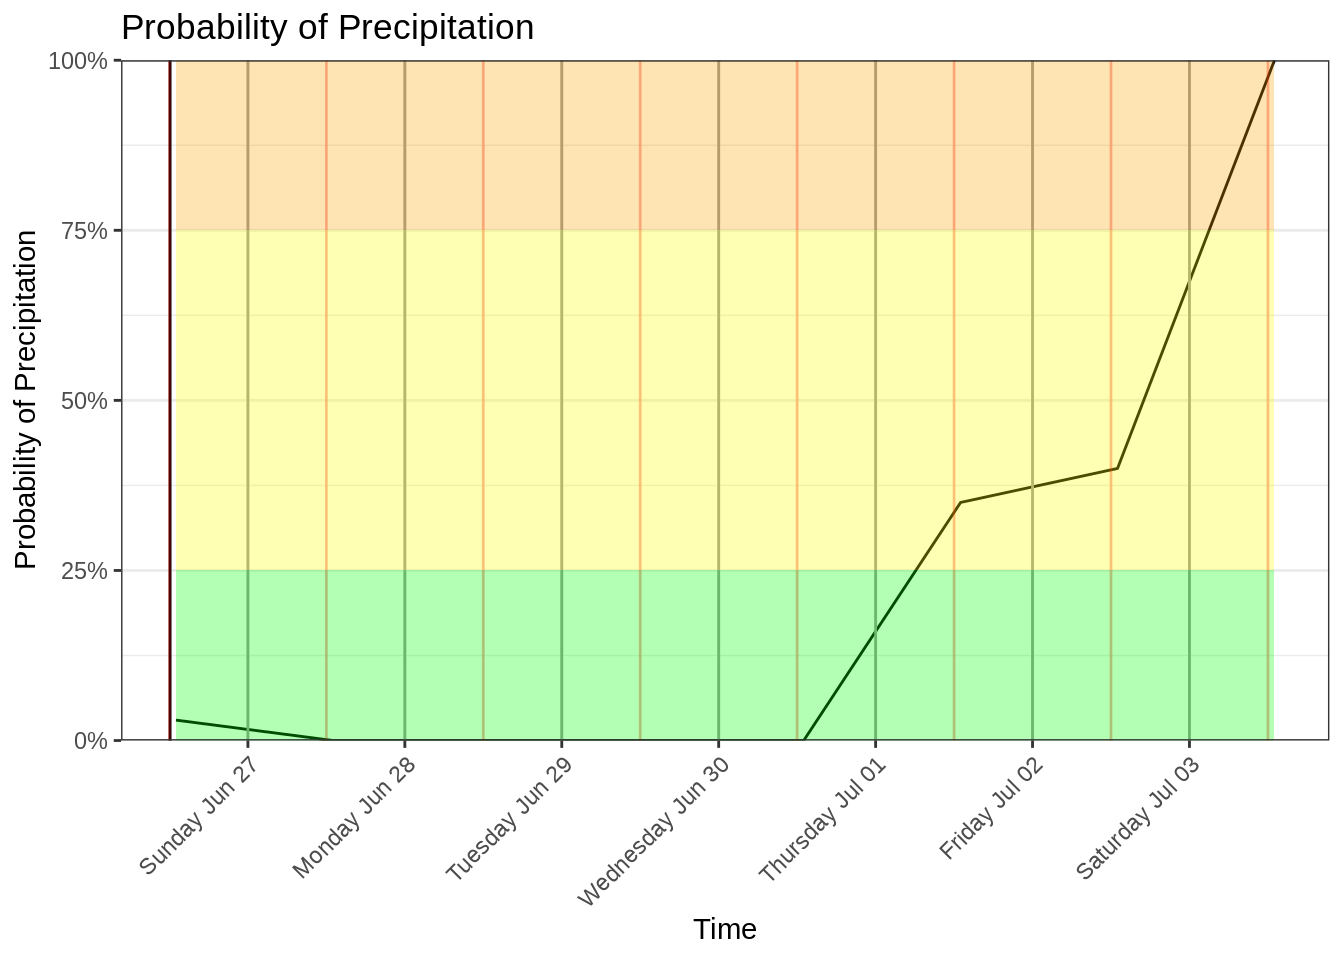 Probability of Precipitation
Probability of Precipitation
100%
75%
50%
25%
0%
Sunday Jun 27
Monday Jun 28
Tuesday Jun 29
Wednesday Jun 30
Thursday Jul 01
Friday Jul 02
Saturday Jul 03
Time